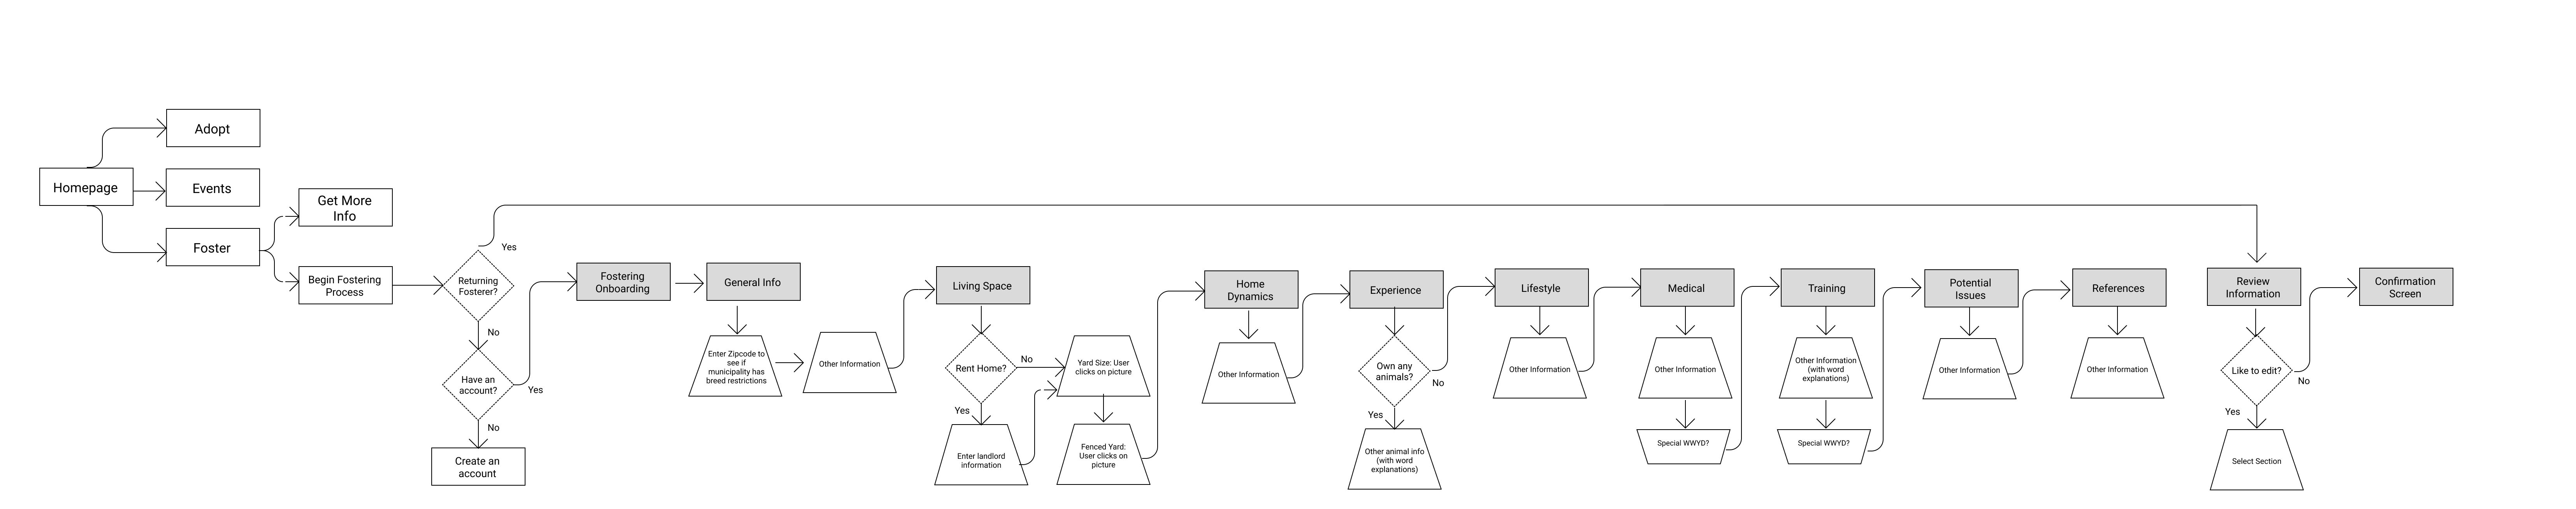 Adopt
Homepage
Events
Foster
Get More
Info
Begin Fostering
Process
Returning
Fosterer?
Yes
No
Have an
account?
Yes
No
Create an
account
Fostering
Onboarding
General Info
Enter Zipcode to
see if
municipality has
breed restrictions
Other Information
Living Space
Rent Home?
No
Yes
Enter landlord
information
Yard Size: User
clicks on picture
Fenced Yard:
User clicks on
picture
Home
Dynamics
Other Information
Experience
Own any
animals?
No
Yes
Other animal info
(with word
explanations)
Lifestyle
Other Information
Medical
Other Information
Special WWYD?
Training
Other Information
(with word
explanations)
Special WWYD?
Potential
Issues
Other Information
References
Other Information
Review
Information
Like to edit?
No
Yes
Select Section
Confirmation
Screen